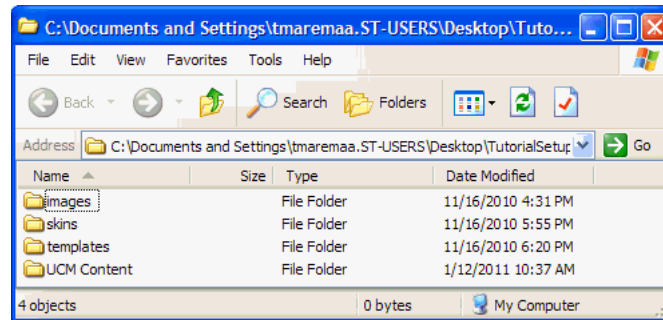 C:\Documents and Settings\tmaremaa.ST-USERS\Desktop\Tuto...
File Edit View Favorites Tools Help
Back Search Folders
Address C:\Documents and Settings\tmaremaa.ST-USERS\Desktop\TutorialSetup Go
Name Size Type Date Modified
images File Folder 11/16/2010 4:31 PM
skins File Folder 11/16/2010 5:55 PM
templates File Folder 11/16/2010 6:20 PM
UCM Content File Folder 1/12/2011 10:37 AM
4 objects 0 bytes My Computer